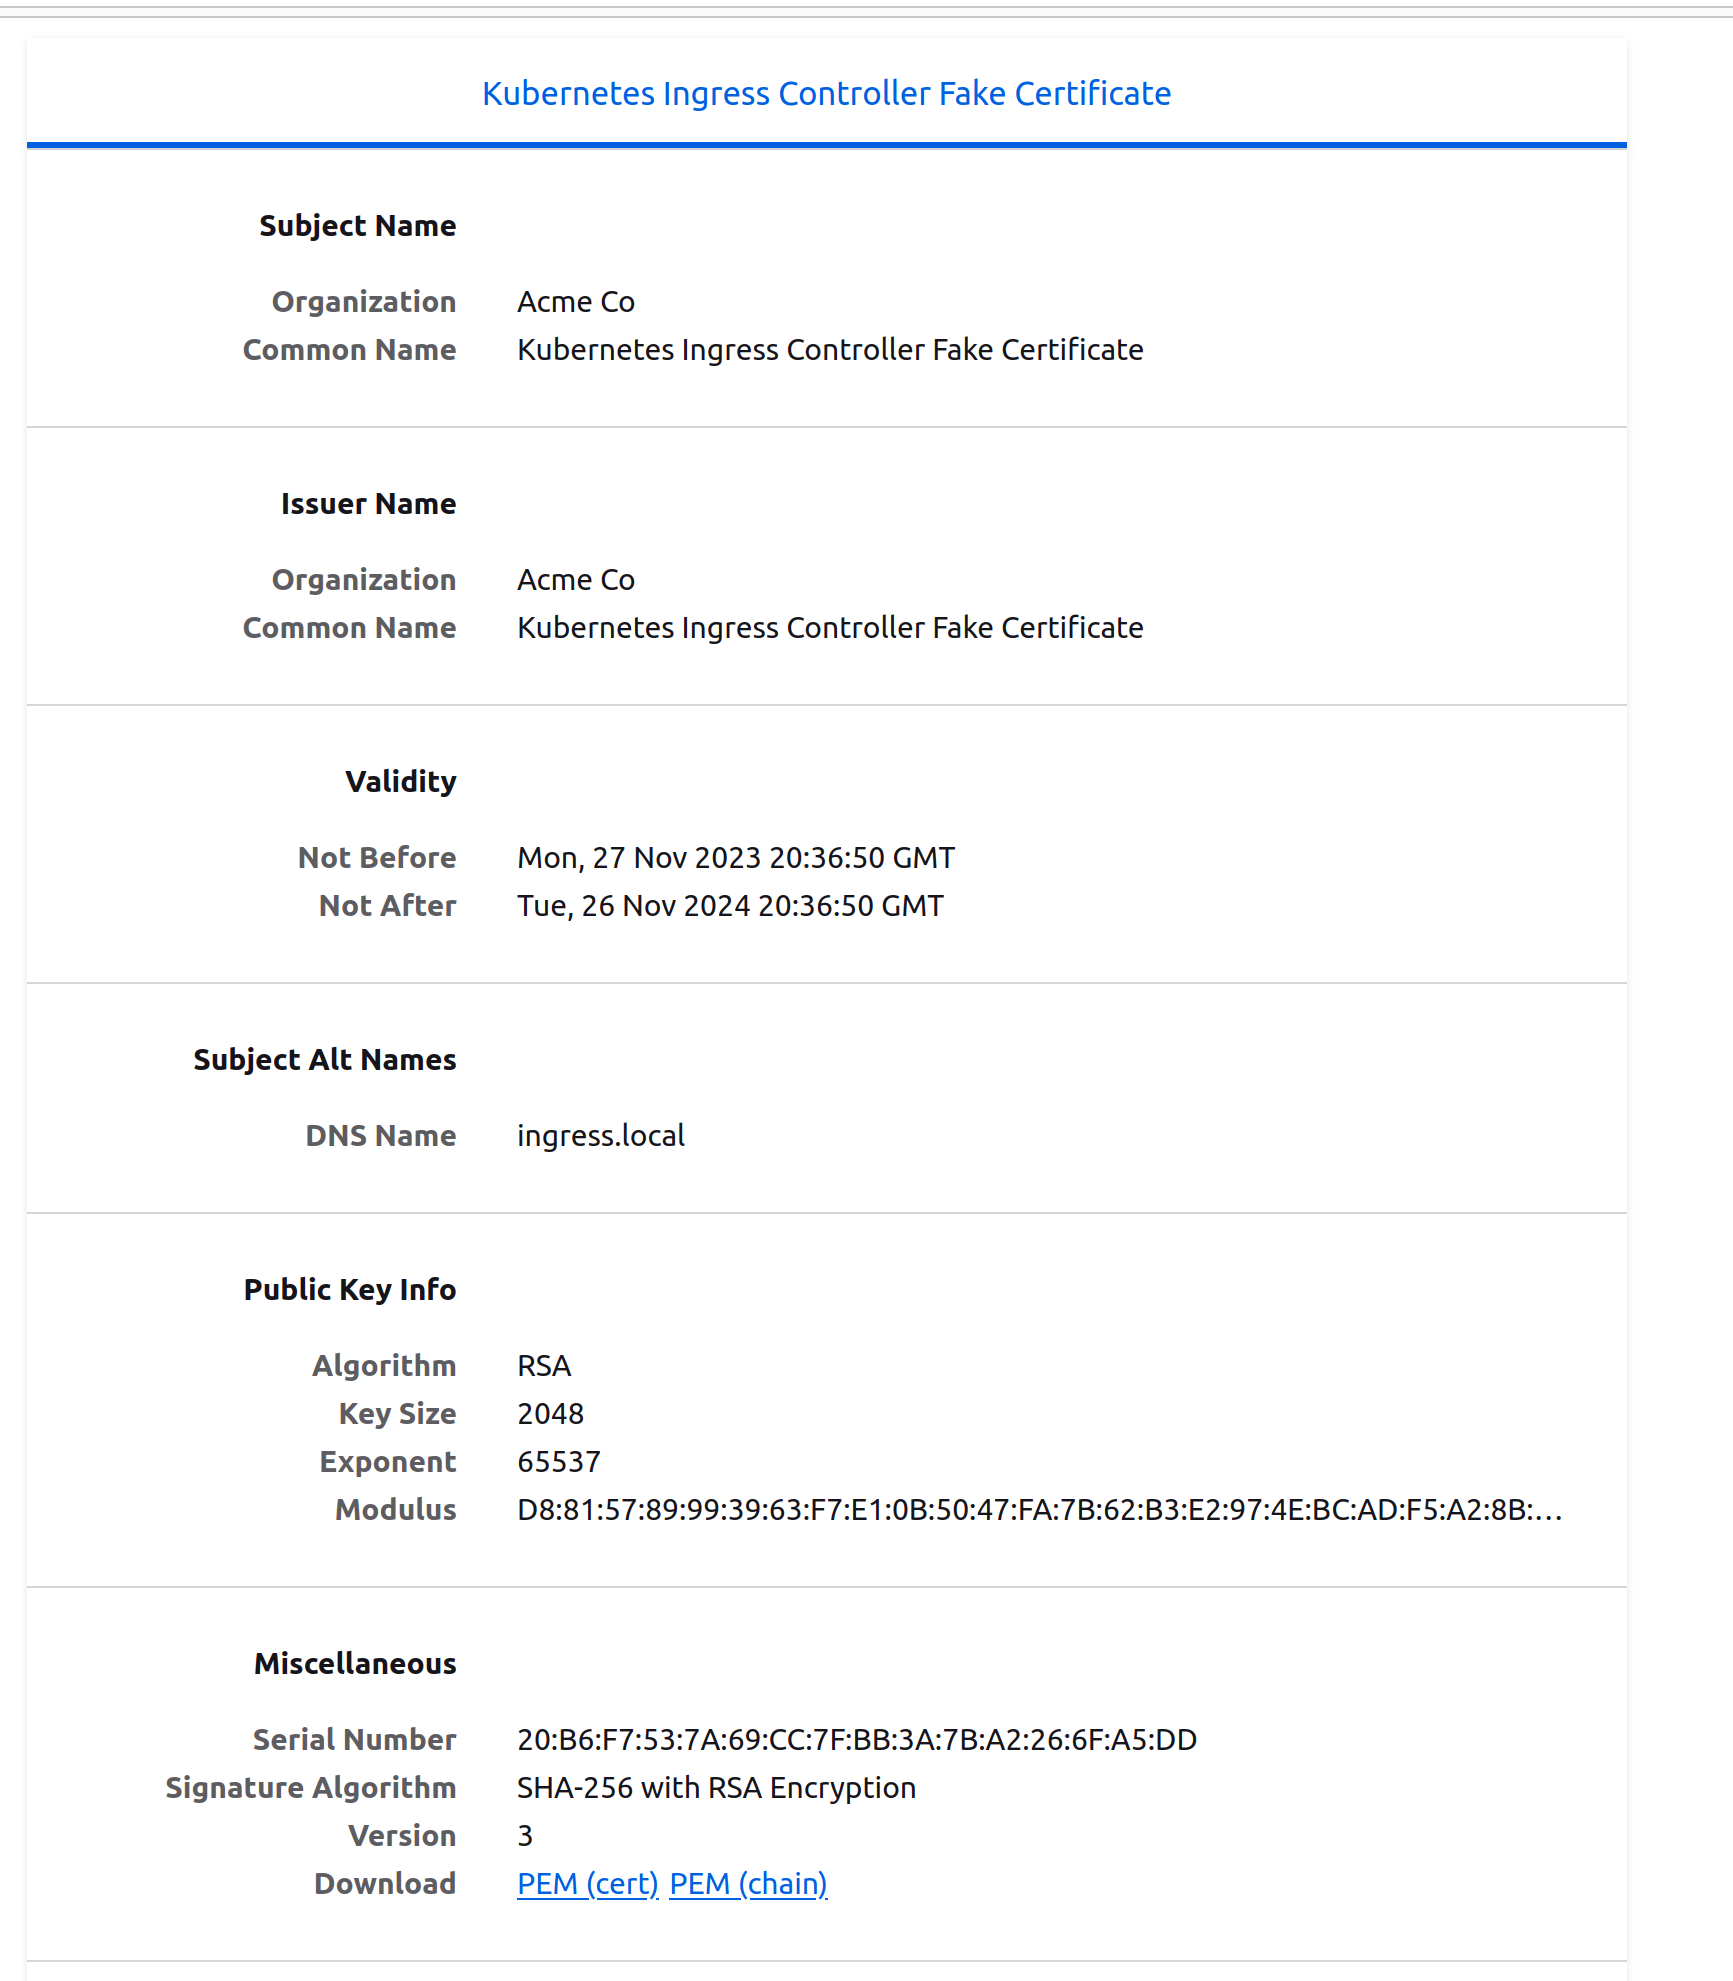 Kubernetes Ingress Controller Fake Certificate
Subject Name
Organization Acme Co
Common Name Kubernetes Ingress Controller Fake Certificate
Issuer Name
Organization Acme Co
Common Name Kubernetes Ingress Controller Fake Certificate
Validity
Not Before Mon, 27 Nov 2023 20:36:50 GMT
Not After Tue, 26 Nov 2024 20:36:50 GMT
Subject Alt Names
DNS Name ingress.local
Public Key Info
Algorithm RSA
Key Size 2048
Exponent 65537
Modulus D8:81:57:89:99:39:63:F7:E1:0B:50:47:FA:7B:62:B3:E2:97:4E:BC:AD:F5:A2:8B:…
Miscellaneous
Serial Number 20:B6:F7:53:7A:69:CC:7F:BB:3A:7B:A2:26:6F:A5:DD
Signature Algorithm SHA-256 with RSA Encryption
Version 3
Download PEM (cert) PEM (chain)